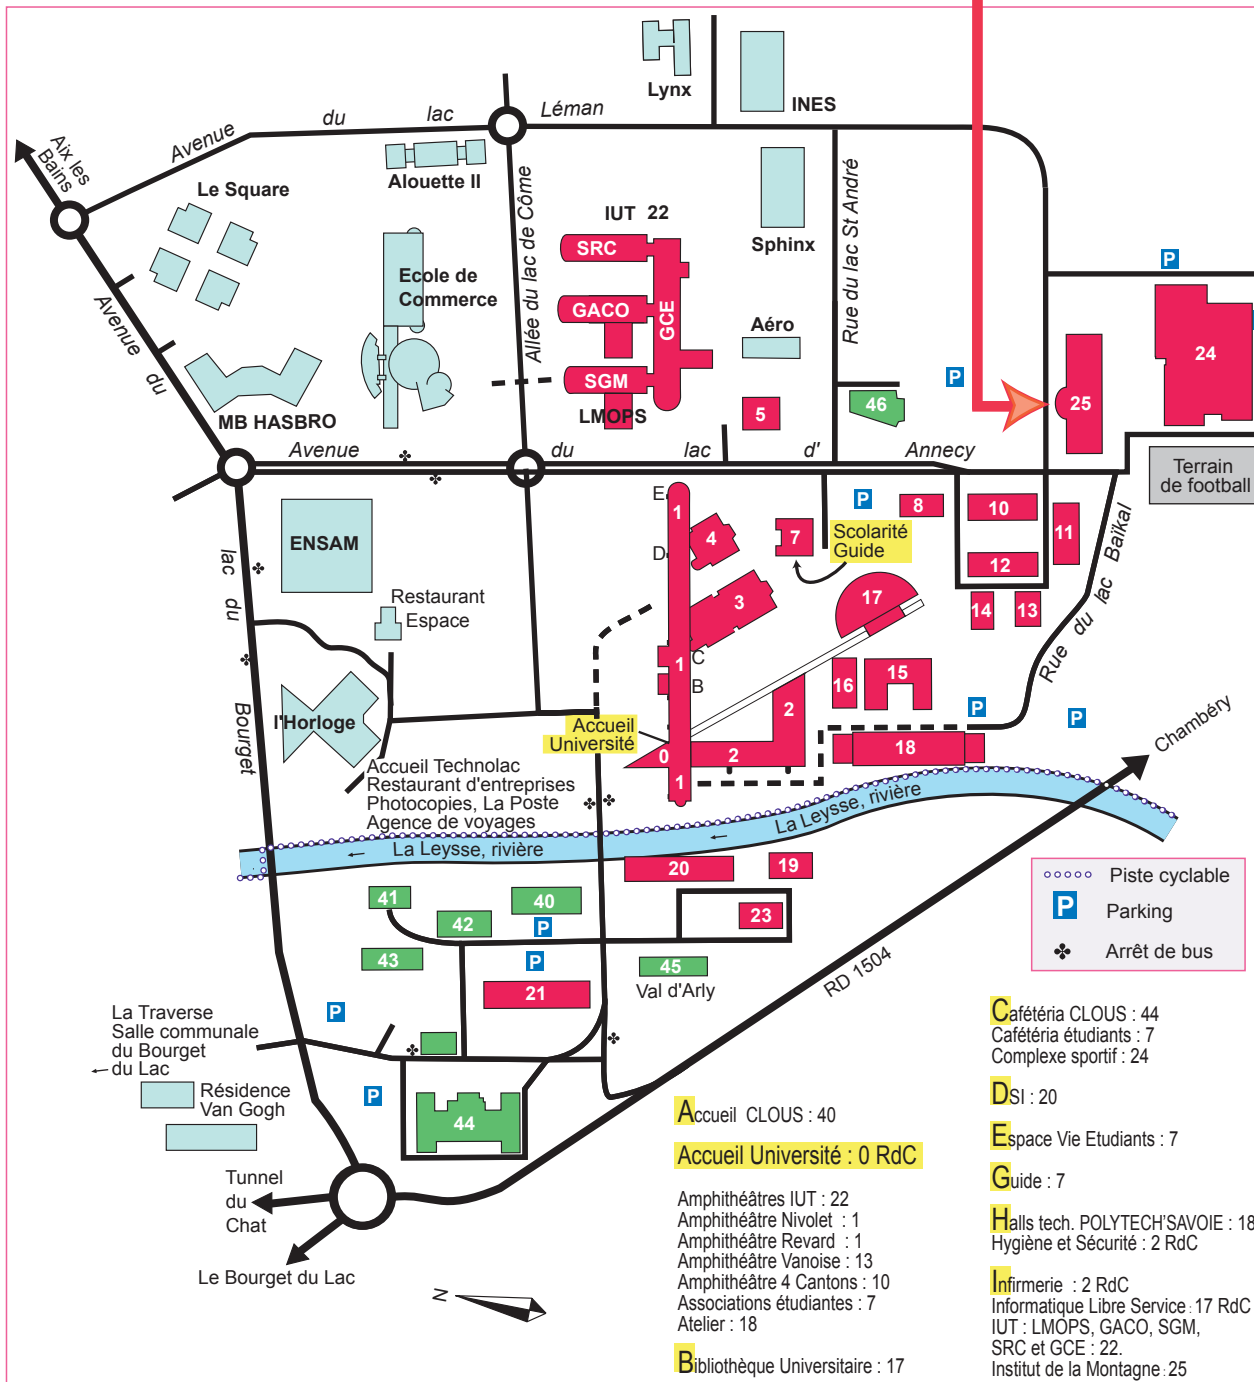 Lynx
INES
Avenue
du
lac
Léman
Aix les
Bains
Alouette II
Le Square
Allée du lac de Côme
IUT 22
SRC
Sphinx
Rue du lac St André
P
Ecole de
Commerce
GACO
GCE
Aéro
24
Avenue
du
SGM
LMOPS
5
46
P
25
MB HASBRO
Avenue
du
lac
d'
Annecy
Terrain
de football
E
1
P
8
10
11
ENSAM
D
4
7
Scolarité
Guide
12
lac
du
Bourget
Restaurant
Espace
3
17
14
13
Rue du lac Baïkal
C
1
B
16
15
l'Horloge
Accueil
Université
2
P
P
0
2
18
Chambéry
1
Accueil Technolac
Restaurant d'entreprises
Photocopies, La Poste
Agence de voyages
La Leysse, rivière
La Leysse, rivière
20
19
Piste cyclable
P
Parking
Arrêt de bus
41
42
40
P
23
43
P
45
Val d'Arly
21
RD 1504
P
La Traverse
Salle communale
du Bourget
du Lac
Résidence
Van Gogh
P
44
Tunnel
du
Chat
Le Bourget du Lac
N
Accueil CLOUS : 40
Accueil Université : 0 RdC
Amphithéâtres IUT : 22
Amphithéâtre Nivolet : 1
Amphithéâtre Revard : 1
Amphithéâtre Vanoise : 13
Amphithéâtre 4 Cantons : 10
Associations étudiantes : 7
Atelier : 18
Bibliothèque Universitaire : 17
Cafétéria CLOUS : 44
Cafétéria étudiants : 7
Complexe sportif : 24
DSI : 20
Espace Vie Etudiants : 7
Guide : 7
Halls tech. POLYTECH'SAVOIE : 18
Hygiène et Sécurité : 2 RdC
Infirmerie : 2 RdC
Informatique Libre Service : 17 RdC
IUT : LMOPS, GACO, SGM,
SRC et GCE : 22.
Institut de la Montagne : 25